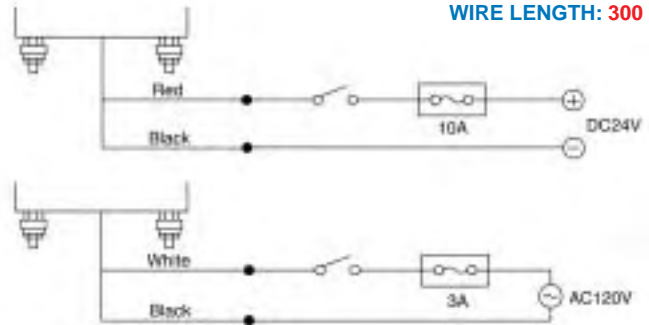 WIRE LENGTH: 300
Red
10A
DC24V
Black
White
3A
AC120V
Black